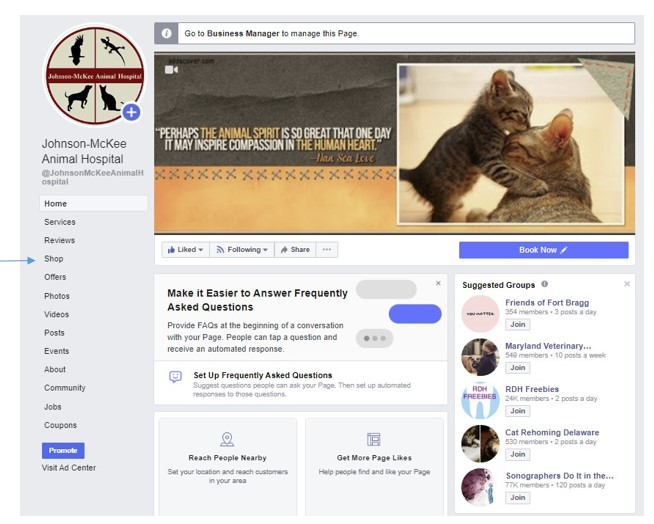 Go to Business Manager to manage this Page.
Johnson-McKee Animal Hospital
Johnson-McKee
Animal Hospital
@JohnsonMcKeeAnimalH
ospital
Home
Services
Reviews
Shop
Offers
Photos
Videos
Posts
Events
About
Community
Jobs
Coupons
Promote
Visit Ad Center
"PERHAPS THE ANIMAL SPIRIT IS SO GREAT THAT ONE DAY
IT MAY INSPIRE COMPASSION IN THE HUMAN HEART."
~Nan Sea Love
Liked
Following
Share
Book Now
Make it Easier to Answer Frequently
Asked Questions
Provide FAQs at the beginning of a conversation
with your Page. People can tap a question and
receive an automated response.
Set Up Frequently Asked Questions
Suggest questions people can ask your Page. Then set up automated
responses to those questions.
Reach People Nearby
Set your location and reach customers
in your area
Get More Page Likes
Help people find and like your Page
Suggested Groups
YOU MATTER.
Friends of Fort Bragg
354 members • 3 posts a day
Join
Maryland Veterinary...
549 members • 10 posts a week
Join
RDH
FREEBIES
RDH Freebies
24K members • 2 posts a day
Join
Cat Rehoming Delaware
530 members • 2 posts a day
Join
Sonographers Do It in the...
77K members • 120 posts a day
Join